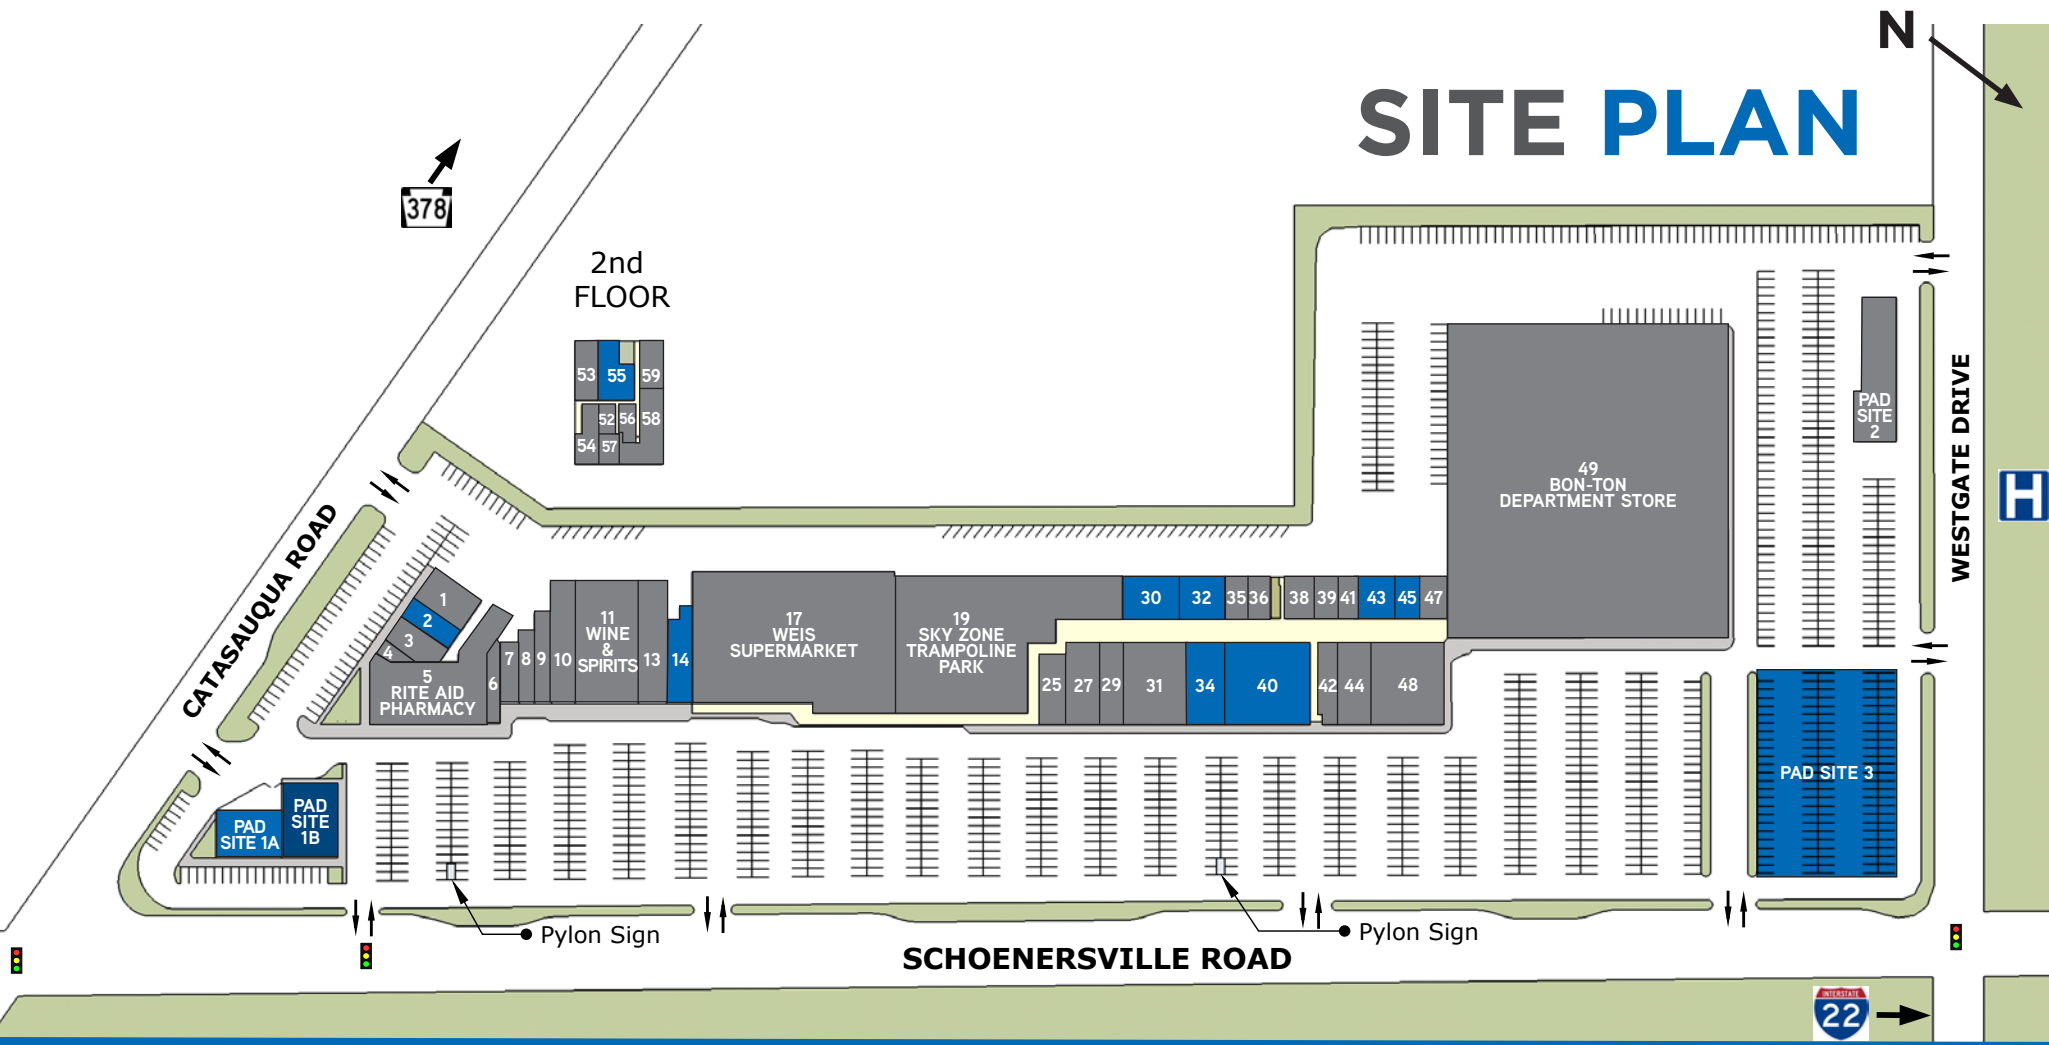 N
SITE PLAN
378
2nd
FLOOR
53
55
59
52
56
58
54
57
CATASAUQUA ROAD
WESTGATE DRIVE
H
PAD
SITE
2
49
BON-TON
DEPARTMENT STORE
1
2
3
4
5
RITE AID
PHARMACY
6
7
8
9
10
11
WINE
&
SPIRITS
13
14
17
WEIS
SUPERMARKET
19
SKY ZONE
TRAMPOLINE
PARK
30
32
35
36
38
39
41
43
45
47
25
27
29
31
34
40
42
44
48
PAD SITE 3
PAD
SITE 1A
PAD
SITE
1B
Pylon Sign
Pylon Sign
SCHOENERSVILLE ROAD
INTERSTATE
22